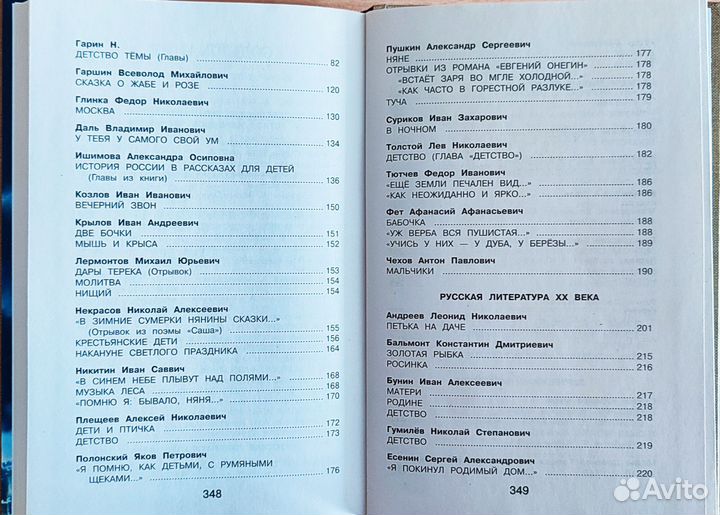 Гарин Н.
ДЕТСТВО ТЁМЫ (Главы) 82
Гаршин Всеволод Михайлович
СКАЗКА О ЖАБЕ И РОЗЕ 120
Глинка Федор Николаевич
МОСКВА 130
Даль Владимир Иванович
У ТЕБЯ У САМОГО СВОЙ УМ 134
Ишимова Александра Осиповна
ИСТОРИЯ РОССИИ В РАССКАЗАХ ДЛЯ ДЕТЕЙ
(Главы из книги) 136
Козлов Иван Иванович
ВЕЧЕРНИЙ ЗВОН 150
Крылов Иван Андреевич
ДВЕ БОЧКИ 151
МЫШЬ И КРЫСА 152
Лермонтов Михаил Юрьевич
ДАРЫ ТЕРЕКА (Отрывок) 153
МОЛИТВА 154
НИЩИЙ 154
Некрасов Николай Алексеевич
«В ЗИМНИЕ СУМЕРКИ НЯНИНЫ СКАЗКИ...»
(Отрывок из поэмы «Саша») 155
КРЕСТЬЯНСКИЕ ДЕТИ 156
НАКАНУНЕ СВЕТЛОГО ПРАЗДНИКА 164
Никитин Иван Саввич
«В СИНЕМ НЕБЕ ПЛЫВУТ НАД ПОЛЯМИ...» 168
МУЗЫКА ЛЕСА 168
«ПОМНЮ Я: БЫВАЛО, НЯНЯ...» 170
Плещеев Алексей Николаевич
ДЕТИ И ПТИЧКА 172
ДЕТСТВО 173
Полонский Яков Петрович
«Я ПОМНЮ, КАК ДЕТЬМИ, С РУМЯНЫМИ
ЩЕКАМИ...» 176
348
Пушкин Александр Сергеевич
НЯНЕ 177
ОТРЫВКИ ИЗ РОМАНА «ЕВГЕНИЙ ОНЕГИН» 178
«ВСТАЁТ ЗАРЯ ВО МГЛЕ ХОЛОДНОЙ...» 178
«КАК ЧАСТО В ГОРЕСТНОЙ РАЗЛУКЕ...» 178
ТУЧА 179
Суриков Иван Захарович
В НОЧНОМ 180
Толстой Лев Николаевич
ДЕТСТВО (ГЛАВА «ДЕТСТВО») 182
Тютчев Федор Иванович
«ЕЩЁ ЗЕМЛИ ПЕЧАЛЕН ВИД...» 186
«КАК НЕОЖИДАННО И ЯРКО...» 186
Фет Афанасий Афанасьевич
БАБОЧКА 188
«УЖ ВЕРБА ВСЯ ПУШИСТАЯ...» 188
«УЧИСЬ У НИХ — У ДУБА, У БЕРЁЗЫ...» 189
Чехов Антон Павлович
МАЛЬЧИКИ 190
РУССКАЯ ЛИТЕРАТУРА XX ВЕКА
Андреев Леонид Николаевич
ПЕТЬКА НА ДАЧЕ 201
Бальмонт Константин Дмитриевич
ЗОЛОТАЯ РЫБКА 215
РОСИНКА 216
Бунин Иван Алексеевич
МАТЕРИ 217
РОДИНЕ 218
ДЕТСТВО 218
Гумилёв Николай Степанович
ДЕТСТВО 219
Есенин Сергей Александрович
«Я ПОКИНУЛ РОДИМЫЙ ДОМ...» 220
349
Avito